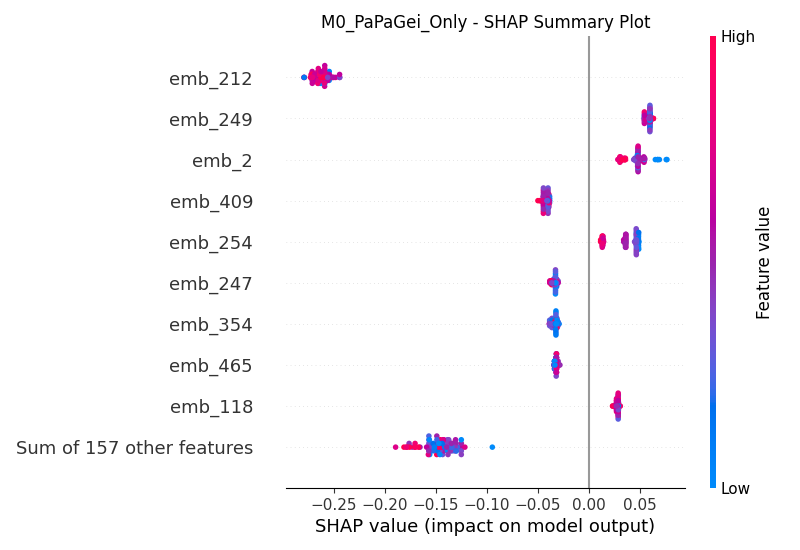 M0_PaPaGei_Only - SHAP Summary Plot
High
emb_212
emb_249
emb_2
emb_409
emb_254
emb_247
emb_354
emb_465
emb_118
Sum of 157 other features
Feature value
Low
−0.25 −0.20 −0.15 −0.10 −0.05 0.00 0.05
SHAP value (impact on model output)